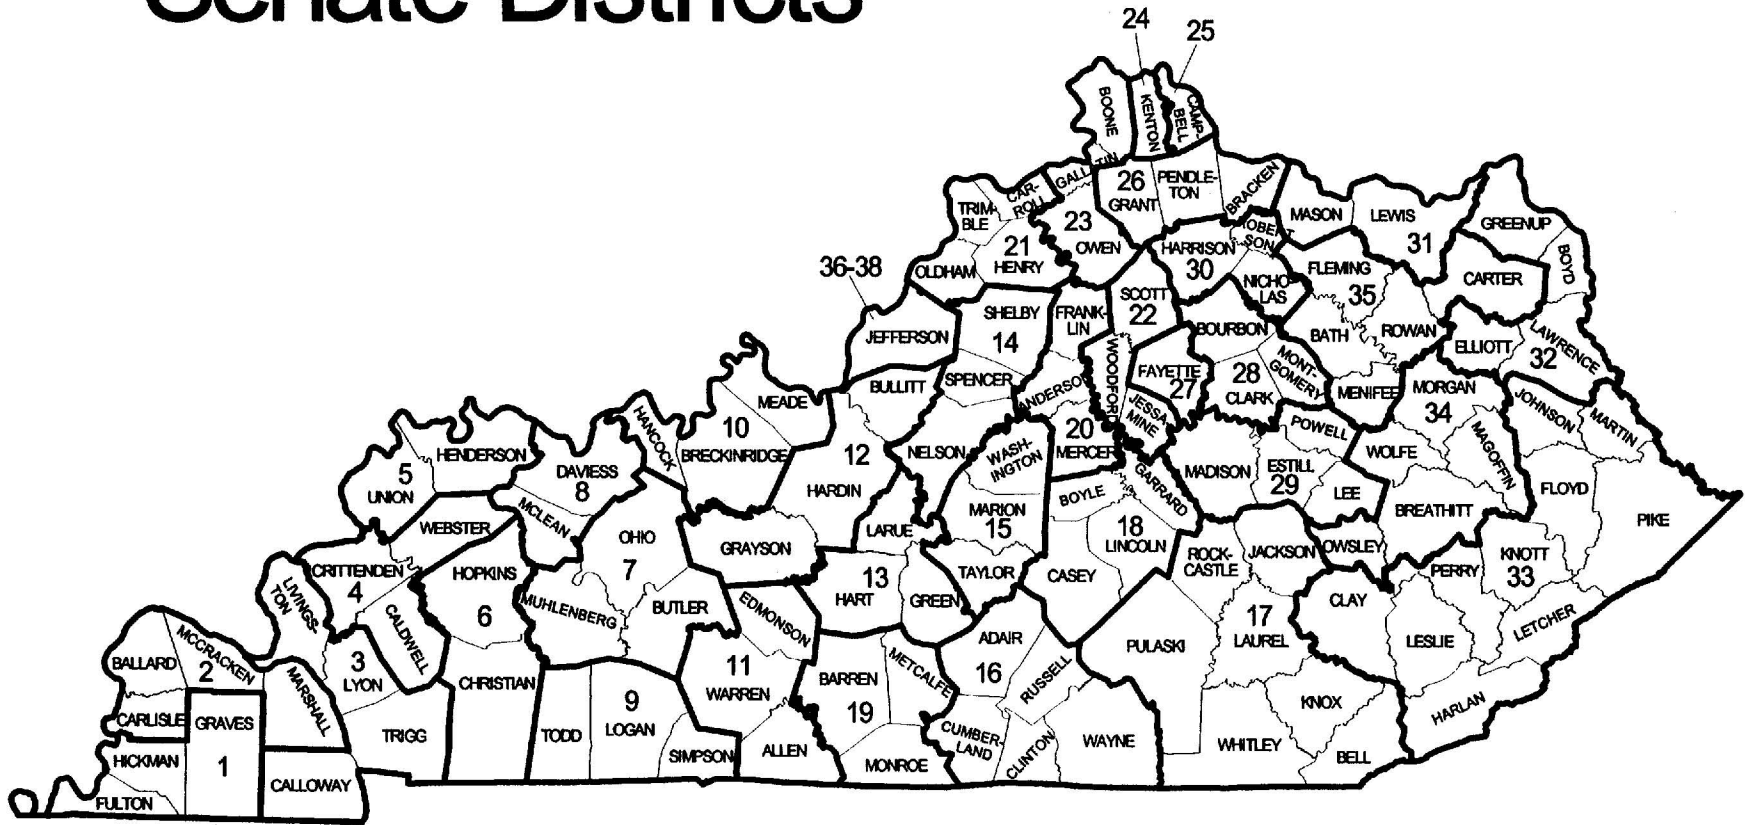 Senate Districts
24
25
BOONE
KENTON
CAMP-
BELL
GALL
TIN
26
GRANT
PENDLE-
TON
BRACKEN
MASON
LEWIS
31
GREENUP
BOYD
TRIM-
BLE
CAR-
ROLL
23
OWEN
21
HENRY
OLDHAM
HARRISON
30
ROBERT
SON
NICHO-
LAS
FLEMING
35
CARTER
36-38
JEFFERSON
SHELBY
14
FRANK-
LIN
SCOTT
22
BOURBON
BATH
ROWAN
ELLIOTT
LAWRENCE
32
WOODFORD
FAYETTE
27
28
CLARK
MONT-
GOMERY
MENIFEE
MORGAN
34
JOHNSON
MARTIN
BULLITT
SPENCER
ANDERSON
JESSA
MINE
POWELL
WOLFE
MAGOFFIN
MEADE
10
BRECKINRIDGE
HANCOCK
HENDERSON
5
UNION
DAVIESS
8
MCLEAN
WEBSTER
12
HARDIN
NELSON
WASH-
INGTON
20
MERCER
GARRARD
MADISON
ESTILL
29
LEE
BREATHITT
FLOYD
PIKE
MARION
15
BOYLE
18
LINCOLN
LARUE
OHIO
7
GRAYSON
ROCK-
CASTLE
JACKSON
OWSLEY
PERRY
KNOTT
33
LETCHER
CRITTENDEN
4
LIVINGS-
TON
CALDWELL
HOPKINS
6
MUHLENBERG
BUTLER
EDMONSON
13
HART
GREEN
TAYLOR
CASEY
CLAY
LESLIE
17
LAUREL
PULASKI
ADAIR
16
RUSSELL
BALLARD
MCCRACKEN
2
MARSHALL
3
LYON
CHRISTIAN
11
WARREN
BARREN
METCALFE
19
CARLISLE
GRAVES
1
TRIGG
TODD
9
LOGAN
SIMPSON
ALLEN
MONROE
CUMBER-
LAND
CLINTON
WAYNE
WHITLEY
KNOX
BELL
HARLAN
HICKMAN
FULTON
CALLOWAY